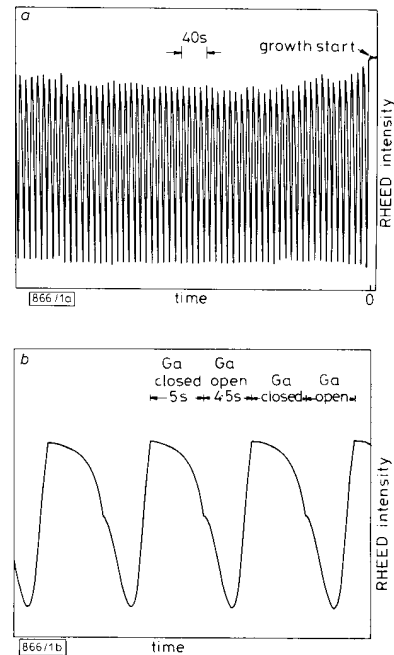 a
40s
growth start
RHEED intensity
866/1a
time
0
b
Ga Ga
closed open Ga Ga
5s 4·5s closed open
RHEED intensity
866/1b
time